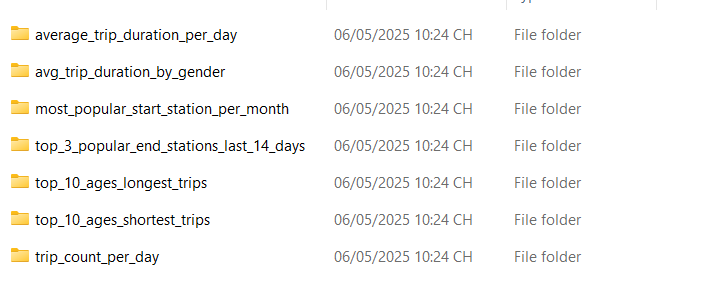 average_trip_duration_per_day 06/05/2025 10:24 CH File folder
avg_trip_duration_by_gender 06/05/2025 10:24 CH File folder
most_popular_start_station_per_month 06/05/2025 10:24 CH File folder
top_3_popular_end_stations_last_14_days 06/05/2025 10:24 CH File folder
top_10_ages_longest_trips 06/05/2025 10:24 CH File folder
top_10_ages_shortest_trips 06/05/2025 10:24 CH File folder
trip_count_per_day 06/05/2025 10:24 CH File folder